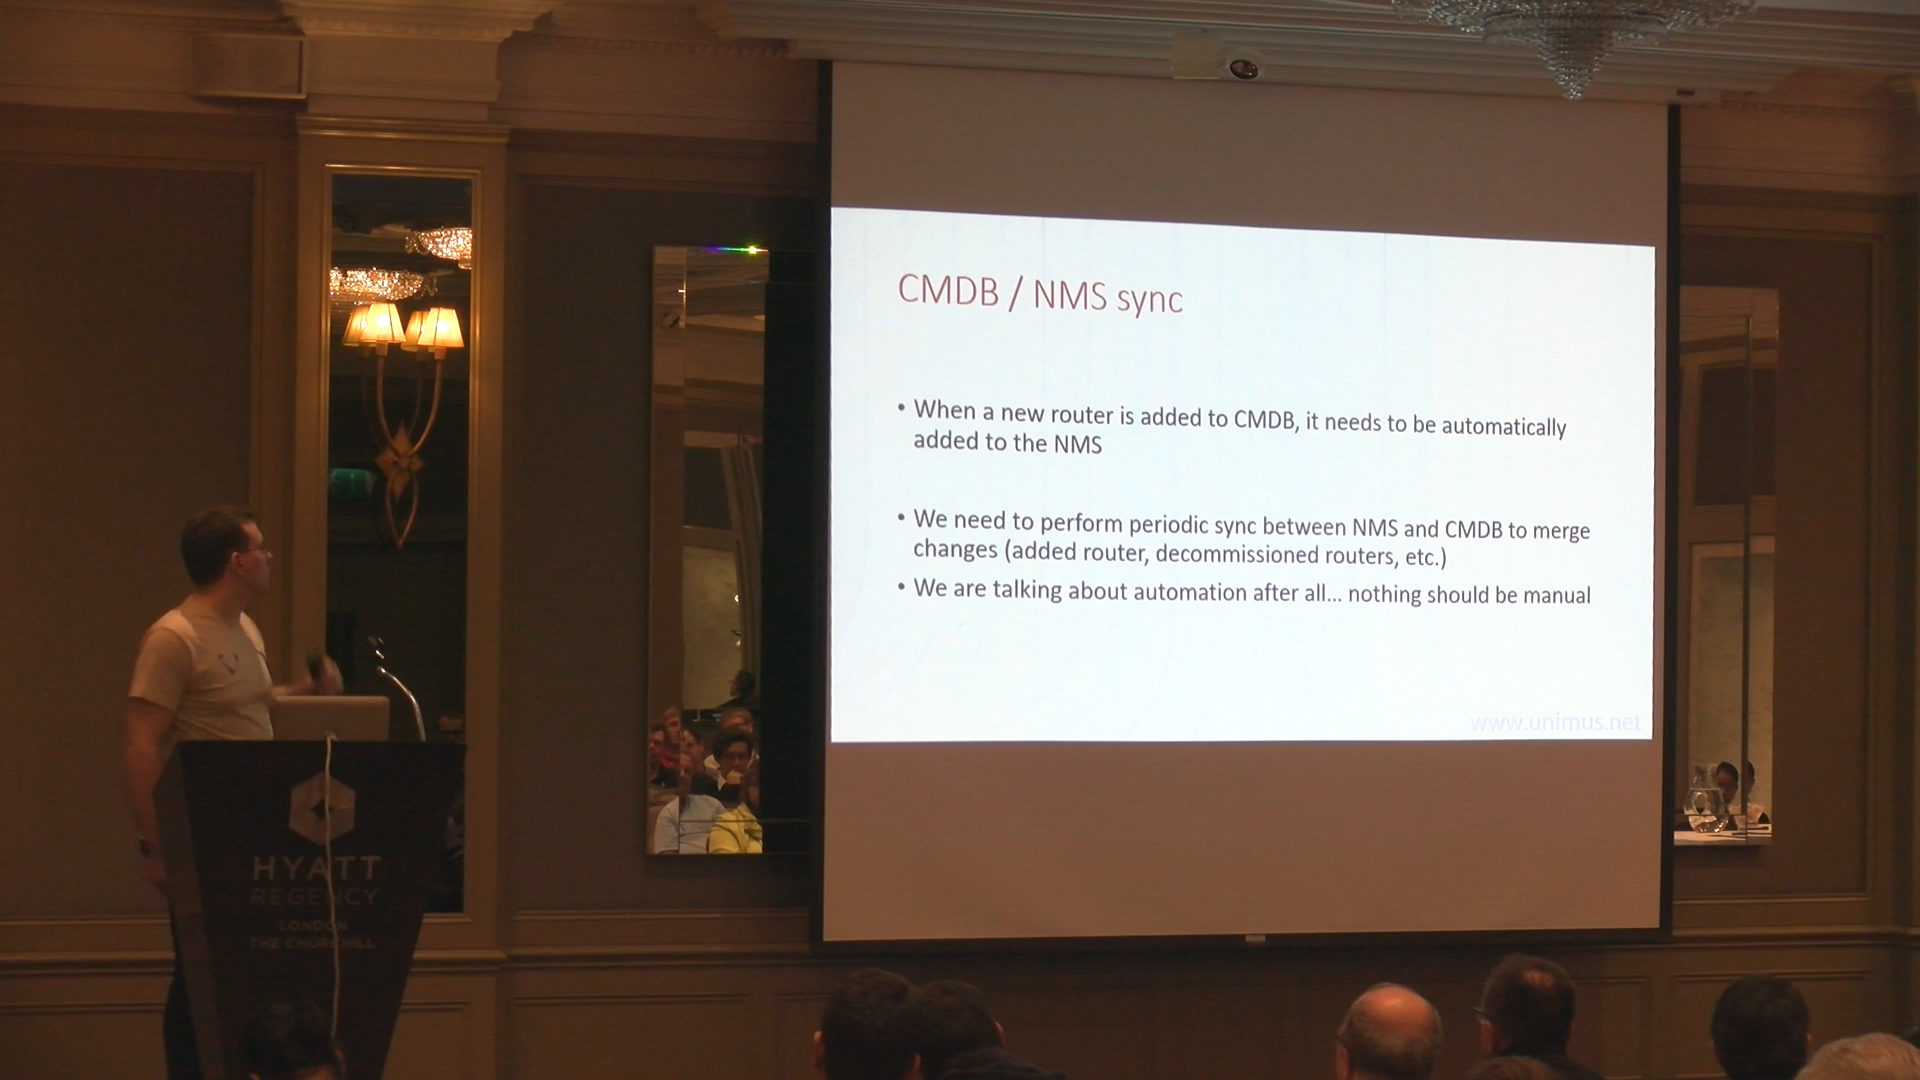 CMDB / NMS sync
• When a new router is added to CMDB, it needs to be automatically
added to the NMS
• We need to perform periodic sync between NMS and CMDB to merge
changes (added router, decommissioned routers, etc.)
• We are talking about automation after all... nothing should be manual
www.unimus.net
HYATT
REGENCY
LONDON
THE CHURCHILL